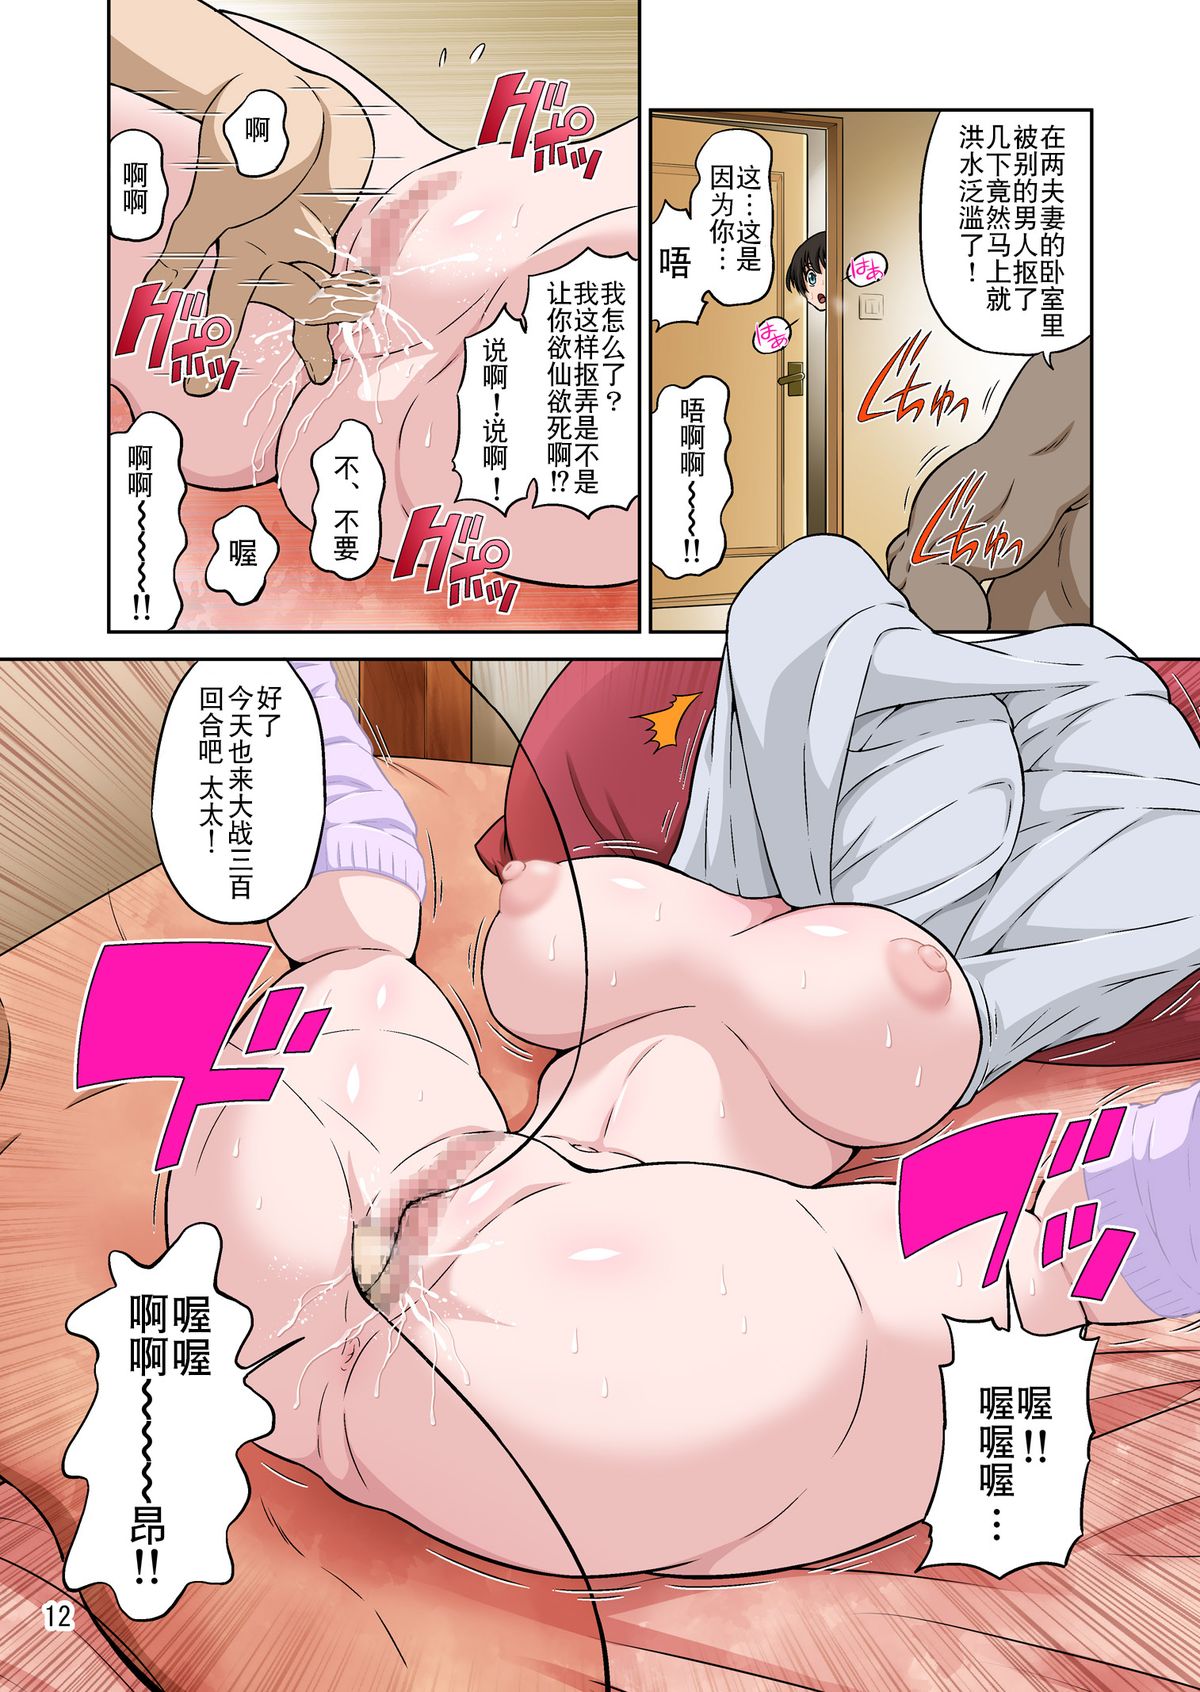 在两夫妻的卧室里
被别的男人抠了
几下竟然马上就
洪水泛滥了！
这…这是
因为你…
唔
はぁ
はぁ
ぐちゅっ
ぐちゅっ
唔啊啊～～!!
我怎么了？
我这样抠弄是不是
让你欲仙欲死啊!?
说啊！说啊！
グポッ
グポッ
グポッ
啊
啊啊
不、不要
喔
啊啊～～～!!
好了
今天也来大战三百
回合吧 太太！
喔!!
喔喔喔…
喔喔
啊啊～～～昂!!
12